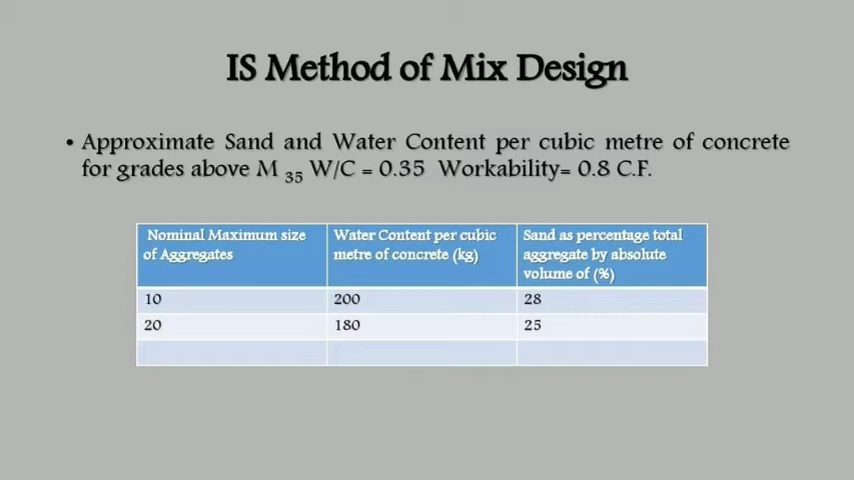 IS Method of Mix Design
• Approximate Sand and Water Content per cubic metre of concrete
for grades above M 35 W/C = 0.35 Workability= 0.8 C.F.
Nominal Maximum size
of Aggregates
Water Content per cubic
metre of concrete (kg)
Sand as percentage total
aggregate by absolute
volume of (%)
10 200 28
20 180 25